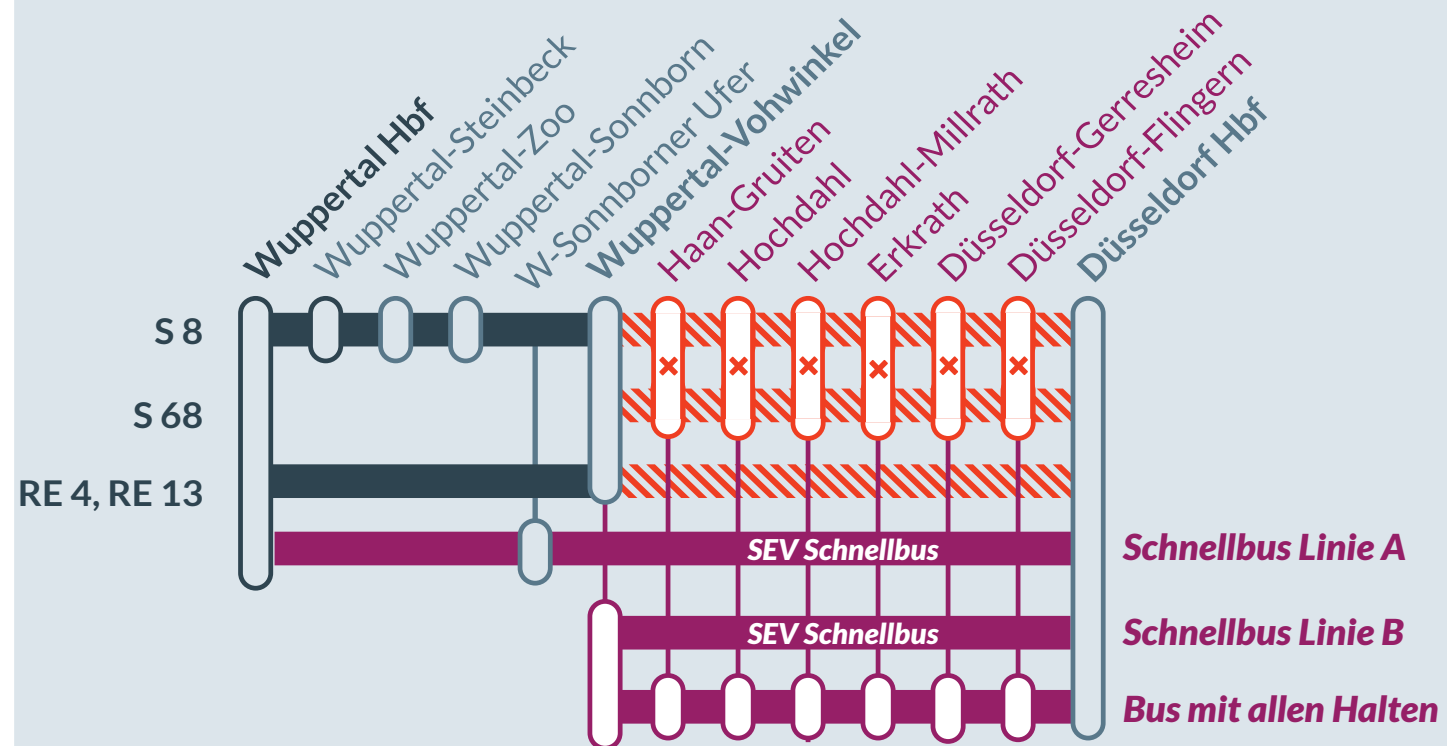 Wuppertal Hbf
Wuppertal-Steinbeck
Wuppertal-Zoo
Wuppertal-Sonnborn
W-Sonnborner Ufer
Wuppertal-Vohwinkel
Haan-Gruiten
Hochdahl
Hochdahl-Millrath
Erkrath
Düsseldorf-Gerresheim
Düsseldorf-Flingern
Düsseldorf Hbf
S 8
S 68
RE 4, RE 13
SEV Schnellbus
Schnellbus Linie A
SEV Schnellbus
Schnellbus Linie B
Bus mit allen Halten